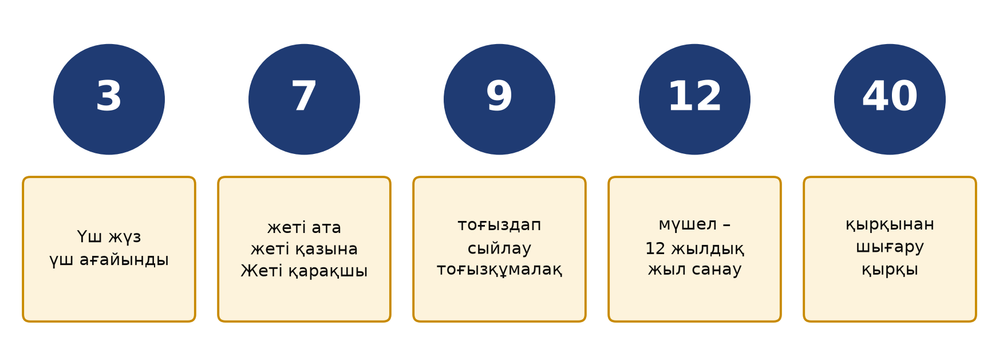 3
7
9
12
40
Үш жүз
үш ағайынды
жеті ата
жеті қазына
Жеті қарақшы
тоғыздап
сыйлау
тоғызқұмалақ
мүшел –
12 жылдық
жыл санау
қырқынан
шығару
қырқы